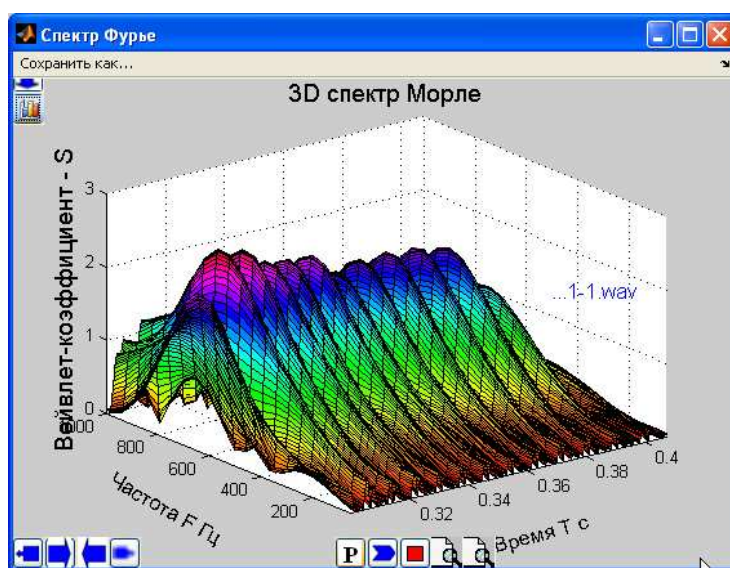 Спектр Фурье
Сохранить как...
3D спектр Морле
Вейвлет-коэффициент - S
3
2
1
0
800
600
400
200
Частота F Гц
0.32
0.34
0.36
0.38
0.4
Время T с
...1-1.wav
P